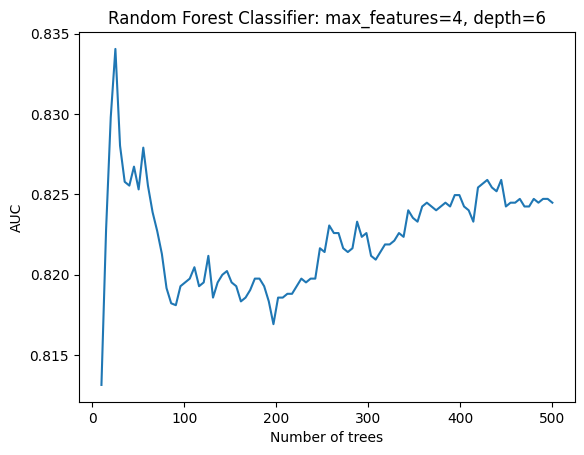 Random Forest Classifier: max_features=4, depth=6
0.835
0.830
0.825
0.820
0.815
AUC
0 100 200 300 400 500
Number of trees